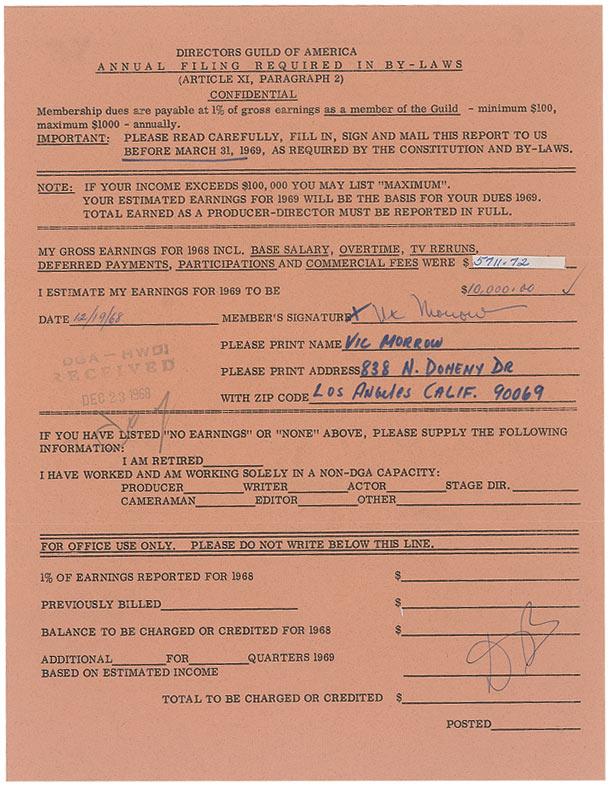 DIRECTORS GUILD OF AMERICA
ANNUAL FILING REQUIRED IN BY-LAWS
(ARTICLE XI, PARAGRAPH 2)
CONFIDENTIAL
Membership dues are payable at 1% of gross earnings as a member of the Guild - minimum $100,
maximum $1000 - annually.
IMPORTANT: PLEASE READ CAREFULLY, FILL IN, SIGN AND MAIL THIS REPORT TO US
BEFORE MARCH 31, 1969, AS REQUIRED BY THE CONSTITUTION AND BY-LAWS.
NOTE: IF YOUR INCOME EXCEEDS $100,000 YOU MAY LIST "MAXIMUM".
YOUR ESTIMATED EARNINGS FOR 1969 WILL BE THE BASIS FOR YOUR DUES 1969.
TOTAL EARNED AS A PRODUCER-DIRECTOR MUST BE REPORTED IN FULL.
MY GROSS EARNINGS FOR 1968 INCL. BASE SALARY, OVERTIME, TV RERUNS,
DEFERRED PAYMENTS, PARTICIPATIONS AND COMMERCIAL FEES WERE $ 5711.72
I ESTIMATE MY EARNINGS FOR 1969 TO BE $10,000.00 ✓
DATE 12/19/68 MEMBER'S SIGNATURE X Vic Morrow
PLEASE PRINT NAME VIC MORROW
PLEASE PRINT ADDRESS 838 N. DOHENY DR
WITH ZIP CODE LOS ANGELES CALIF. 90069
DGA - HWD
RECEIVED
DEC 23 1968
IF YOU HAVE LISTED "NO EARNINGS" OR "NONE" ABOVE, PLEASE SUPPLY THE FOLLOWING
INFORMATION:
I AM RETIRED
I HAVE WORKED AND AM WORKING SOLELY IN A NON-DGA CAPACITY:
PRODUCER WRITER ACTOR STAGE DIR.
CAMERAMAN EDITOR OTHER
FOR OFFICE USE ONLY. PLEASE DO NOT WRITE BELOW THIS LINE.
1% OF EARNINGS REPORTED FOR 1968 $
PREVIOUSLY BILLED $
BALANCE TO BE CHARGED OR CREDITED FOR 1968 $
ADDITIONAL FOR QUARTERS 1969
BASED ON ESTIMATED INCOME
TOTAL TO BE CHARGED OR CREDITED $
POSTED